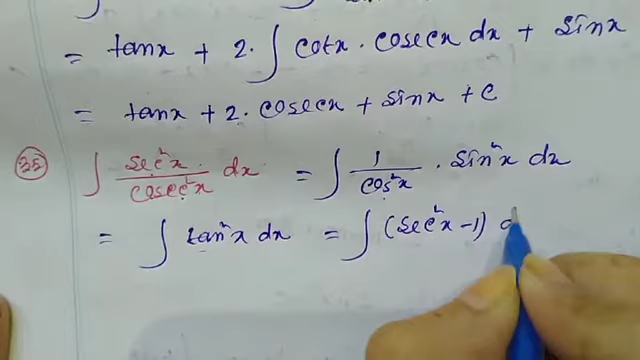 = tanx + 2. ∫ cotx . cosecx dx + sinx
= tanx + 2. cosecx + sinx + c
(35) ∫ sec²x / cosec²x dx = ∫ 1 / cos²x . sin²x dx
= ∫ tan²x dx = ∫ (sec²x - 1) d